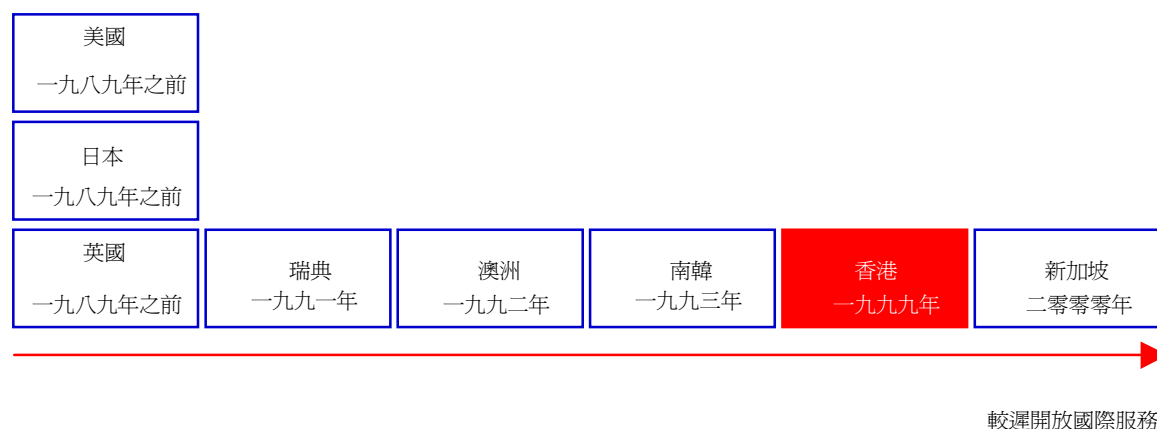 美國
一九八九年之前
日本
一九八九年之前
英國
一九八九年之前
瑞典
一九九一年
澳洲
一九九二年
南韓
一九九三年
香港
一九九九年
新加坡
二零零零年
較遲開放國際服務